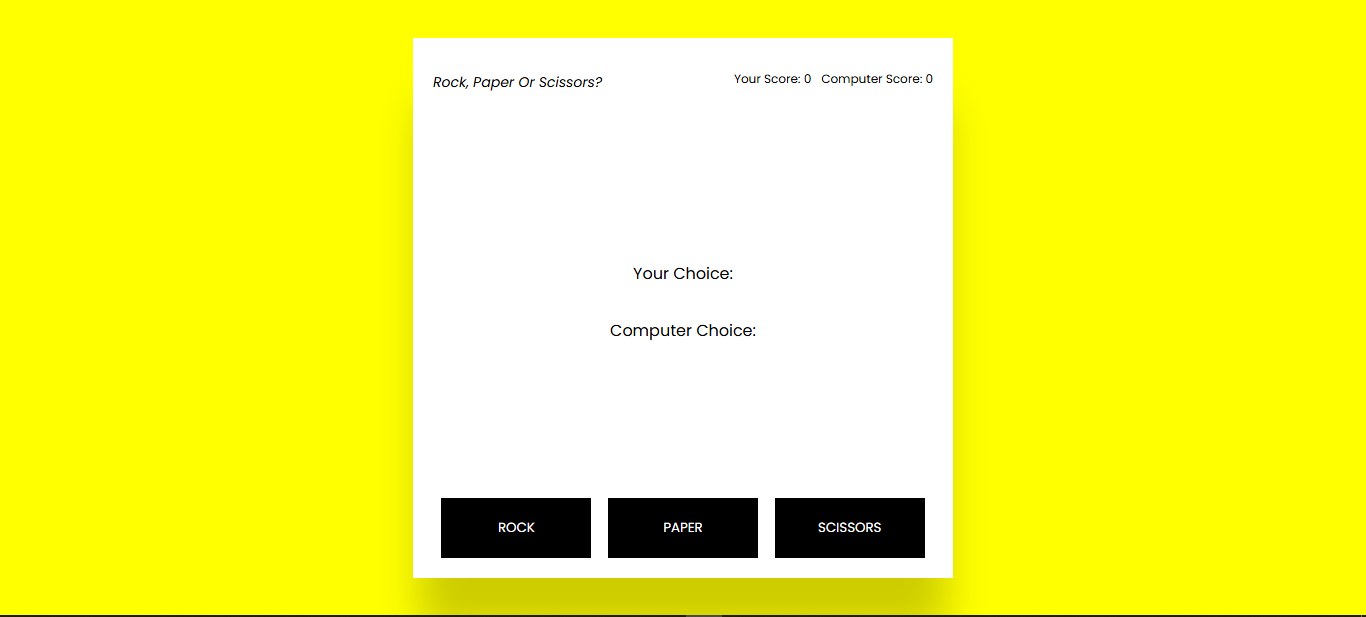 Rock, Paper Or Scissors?
Your Score: 0 Computer Score: 0
Your Choice:
Computer Choice:
ROCK
PAPER
SCISSORS